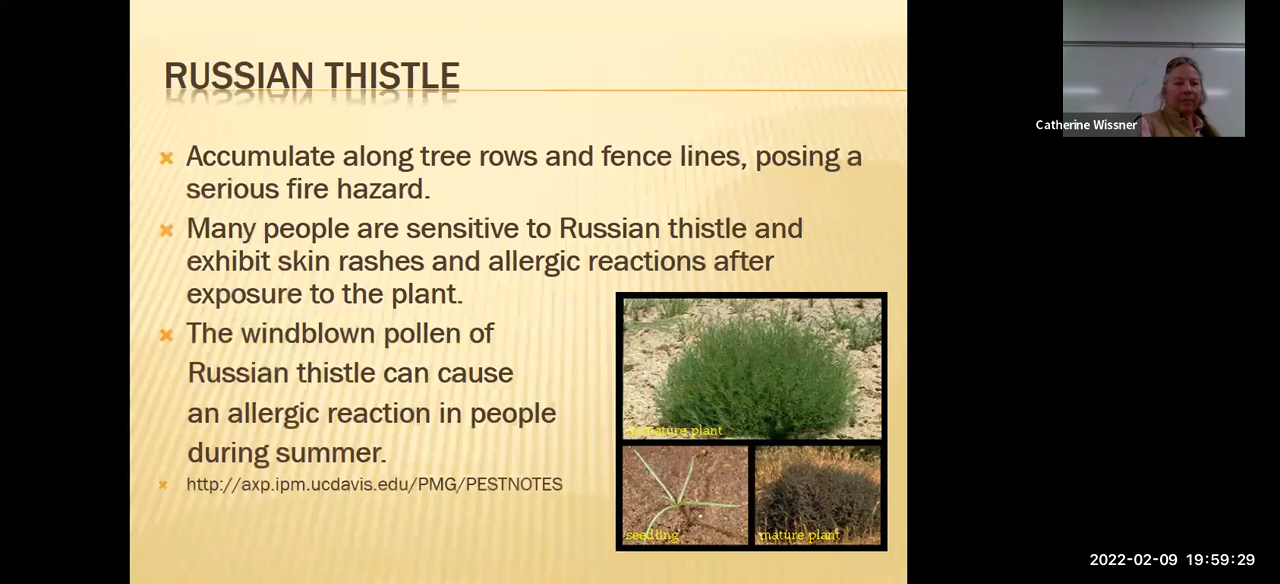 RUSSIAN THISTLE
Accumulate along tree rows and fence lines, posing a
serious fire hazard.
Many people are sensitive to Russian thistle and
exhibit skin rashes and allergic reactions after
exposure to the plant.
The windblown pollen of
Russian thistle can cause
an allergic reaction in people
during summer.
http://axp.ipm.ucdavis.edu/PMG/PESTNOTES
plant
seedling
mature plant
Catherine Wissner
2022-02-09 19:59:29